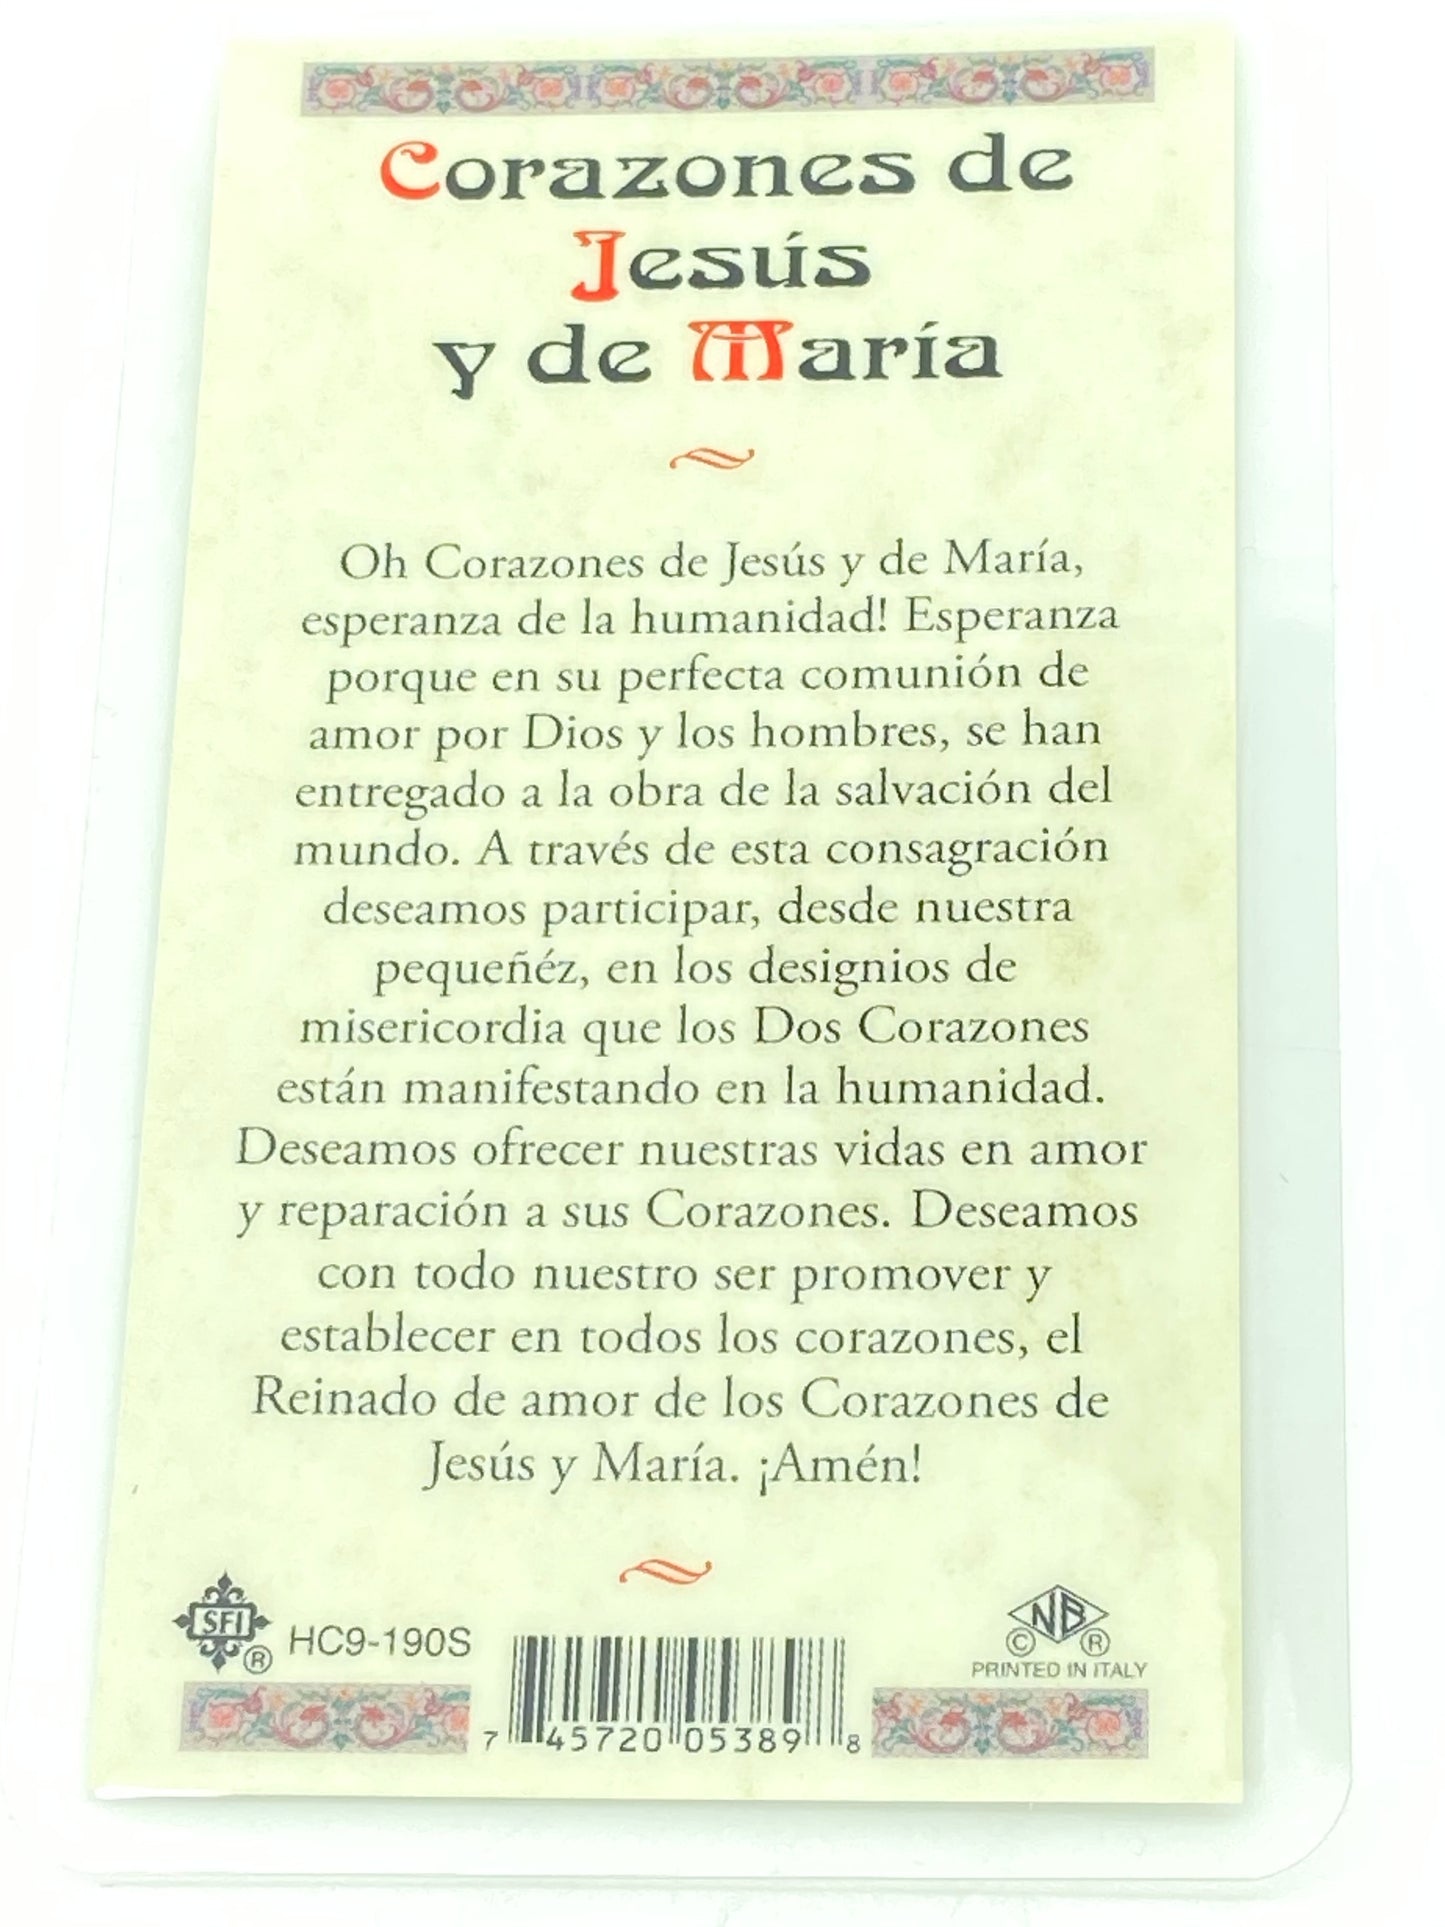 Corazones de
Jesús
y de María
Oh Corazones de Jesús y de María,
esperanza de la humanidad! Esperanza
porque en su perfecta comunión de
amor por Dios y los hombres, se han
entregado a la obra de la salvación del
mundo. A través de esta consagración
deseamos participar, desde nuestra
pequeñéz, en los designios de
misericordia que los Dos Corazones
están manifestando en la humanidad.
Deseamos ofrecer nuestras vidas en amor
y reparación a sus Corazones. Deseamos
con todo nuestro ser promover y
establecer en todos los corazones, el
Reinado de amor de los Corazones de
Jesús y María. ¡Amén!
SFI ® HC9-190S
NB
© ®
PRINTED IN ITALY
7 45720 05389 8